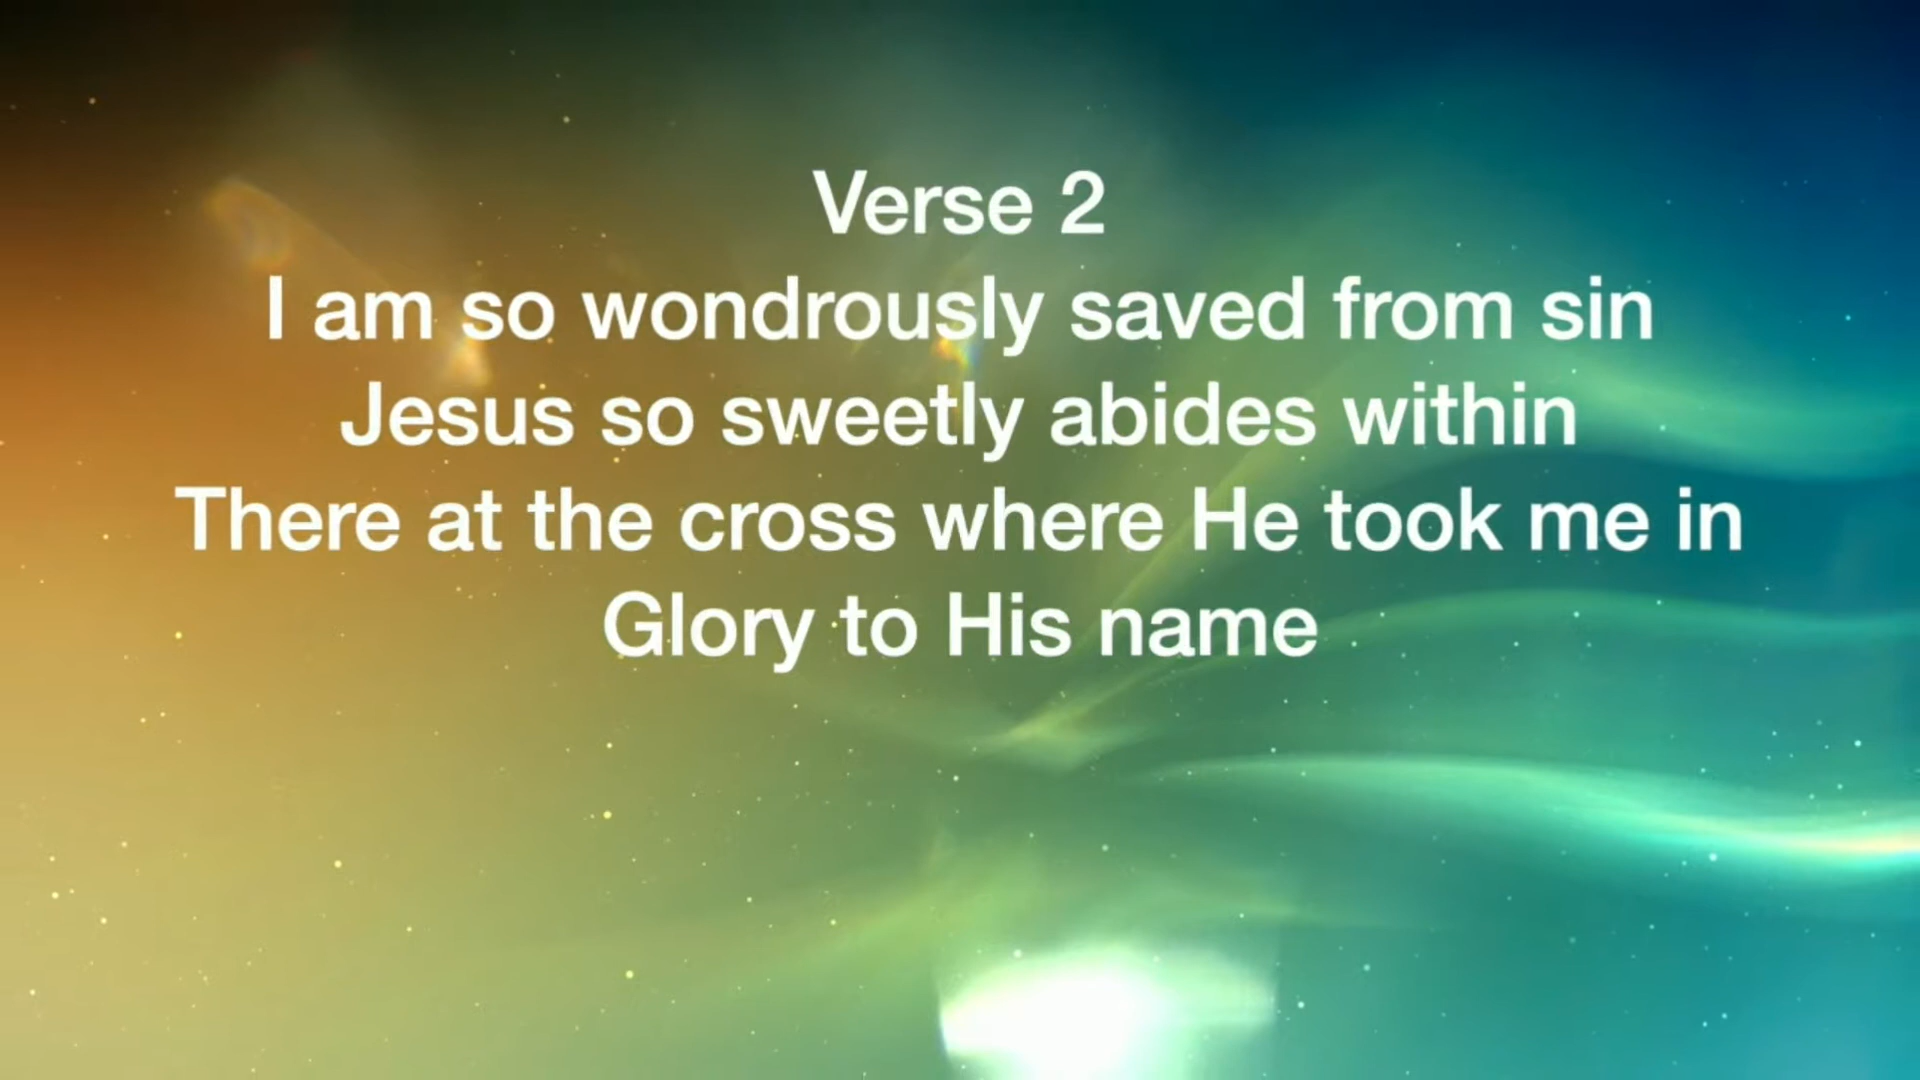 Verse 2
I am so wondrously saved from sin
Jesus so sweetly abides within
There at the cross where He took me in
Glory to His name